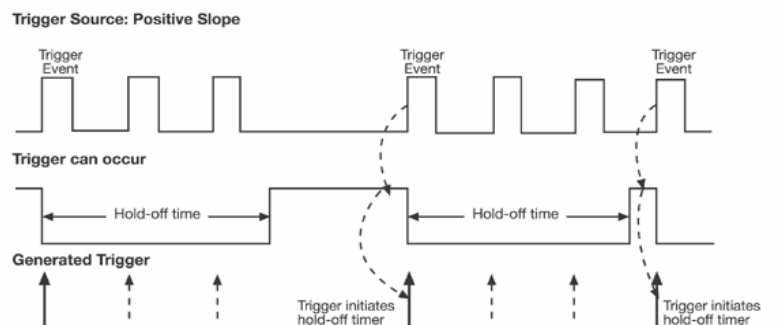 Trigger Source: Positive Slope
Trigger
Event
Trigger
Event
Trigger
Event
Trigger can occur
Hold-off time
Hold-off time
Generated Trigger
Trigger initiates
hold-off timer
Trigger initiates
hold-off timer